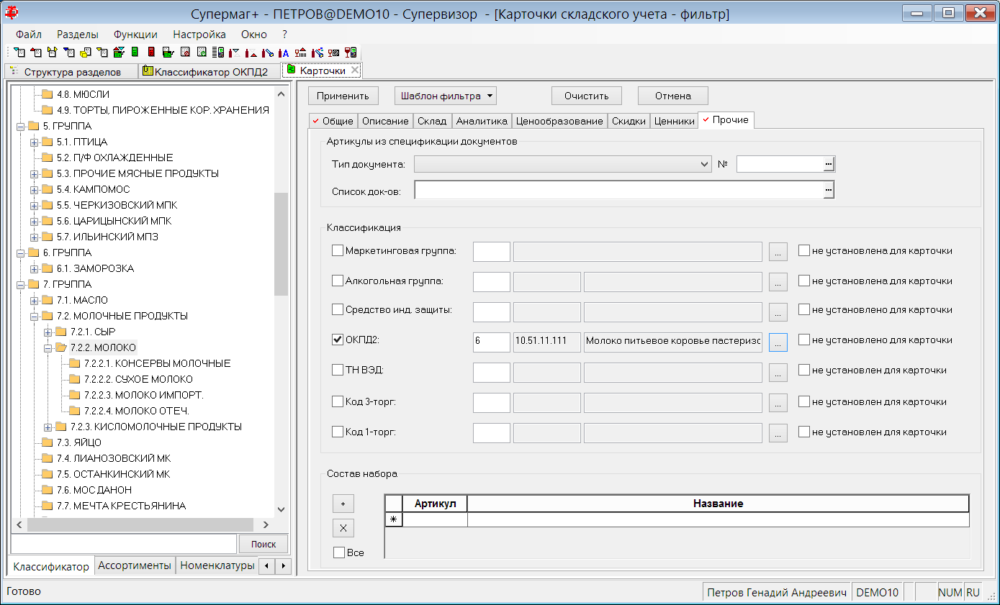 Супермаг+ - ПЕТРОВ@DEMO10 - Супервизор - [Карточки складского учета - фильтр]
Файл Разделы Функции Настройка Окно ?
Структура разделов Классификатор ОКПД2 Карточки
4.8. МЮСЛИ
4.9. ТОРТЫ, ПИРОЖЕННЫЕ КОР. ХРАНЕНИЯ
5. ГРУППА
5.1. ПТИЦА
5.2. П/Ф ОХЛАЖДЕННЫЕ
5.3. ПРОЧИЕ МЯСНЫЕ ПРОДУКТЫ
5.4. КАМПОМОС
5.5. ЧЕРКИЗОВСКИЙ МПК
5.6. ЦАРИЦЫНСКИЙ МПК
5.7. ИЛЬИНСКИЙ МПЗ
6. ГРУППА
6.1. ЗАМОРОЗКА
7. ГРУППА
7.1. МАСЛО
7.2. МОЛОЧНЫЕ ПРОДУКТЫ
7.2.1. СЫР
7.2.2. МОЛОКО
7.2.2.1. КОНСЕРВЫ МОЛОЧНЫЕ
7.2.2.2. СУХОЕ МОЛОКО
7.2.2.3. МОЛОКО ИМПОРТ.
7.2.2.4. МОЛОКО ОТЕЧ.
7.2.3. КИСЛОМОЛОЧНЫЕ ПРОДУКТЫ
7.3. ЯЙЦО
7.4. ЛИАНОЗОВСКИЙ МК
7.5. ОСТАНКИНСКИЙ МК
7.6. МОС ДАНОН
7.7. МЕЧТА КРЕСТЬЯНИНА
Поиск
Классификатор Ассортименты Номенклатуры
Применить Шаблон фильтра Очистить Отмена
Общие Описание Склад Аналитика Ценообразование Скидки Ценники Прочие
Артикулы из спецификации документов
Тип документа: № ...
Список док-ов: ...
Классификация
Маркетинговая группа: ... не установлена для карточки
Алкогольная группа: ... не установлена для карточки
Средство инд. защиты: ... не установлено для карточки
ОКПД2: 6 10.51.11.111 Молоко питьевое коровье пастеризо ... не установлено для карточки
ТН ВЭД: ... не установлен для карточки
Код 3-торг: ... не установлен для карточки
Код 1-торг: ... не установлен для карточки
Состав набора
+ Артикул Название
*
X
Все
Готово Петров Генадий Андреевич DEMO10 NUM RU